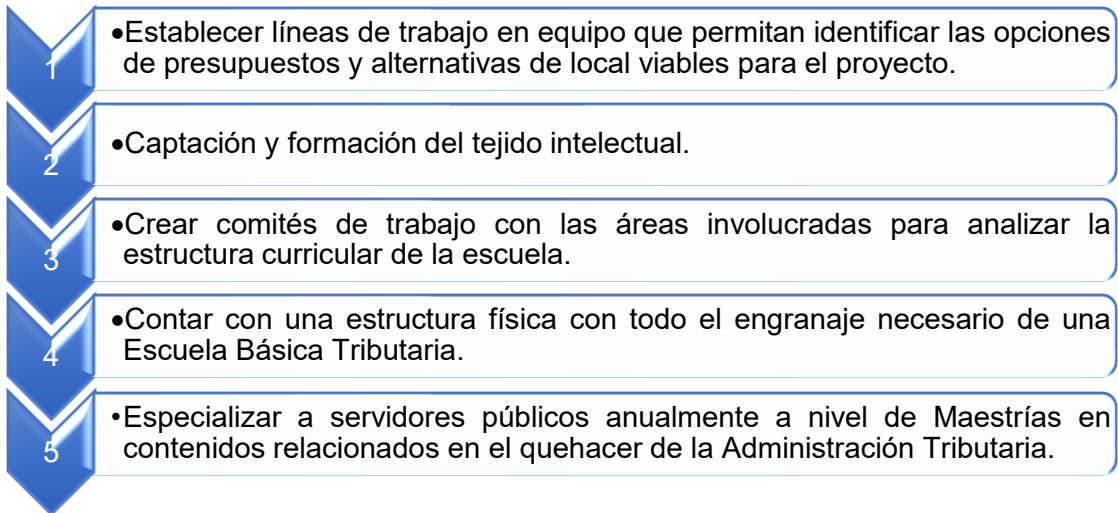 1
•Establecer líneas de trabajo en equipo que permitan identificar las opciones
de presupuestos y alternativas de local viables para el proyecto.
2
•Captación y formación del tejido intelectual.
3
•Crear comités de trabajo con las áreas involucradas para analizar la
estructura curricular de la escuela.
4
•Contar con una estructura física con todo el engranaje necesario de una
Escuela Básica Tributaria.
5
•Especializar a servidores públicos anualmente a nivel de Maestrías en
contenidos relacionados en el quehacer de la Administración Tributaria.